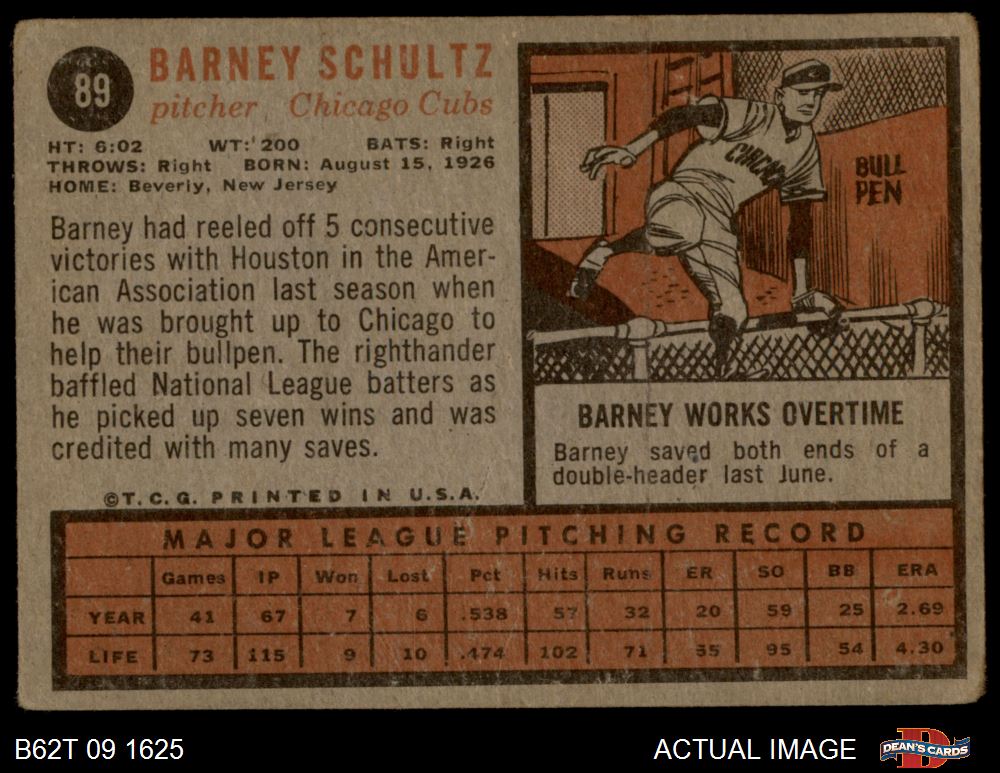 89
BARNEY SCHULTZ
pitcher Chicago Cubs
HT: 6:02 WT: 200 BATS: Right
THROWS: Right BORN: August 15, 1926
HOME: Beverly, New Jersey
Barney had reeled off 5 consecutive
victories with Houston in the Amer-
ican Association last season when
he was brought up to Chicago to
help their bullpen. The righthander
baffled National League batters as
he picked up seven wins and was
credited with many saves.
©T.C.G. PRINTED IN U.S.A.
BULL
PEN
BARNEY WORKS OVERTIME
Barney saved both ends of a
double-header last June.
MAJOR LEAGUE PITCHING RECORD
Games IP Won Lost Pct Hits Runs ER SO BB ERA
YEAR 41 67 7 6 .538 57 32 20 59 25 2.69
LIFE 73 115 9 10 .474 102 71 55 95 54 4.30
B62T 09 1625
ACTUAL IMAGE
DEAN'S CARDS